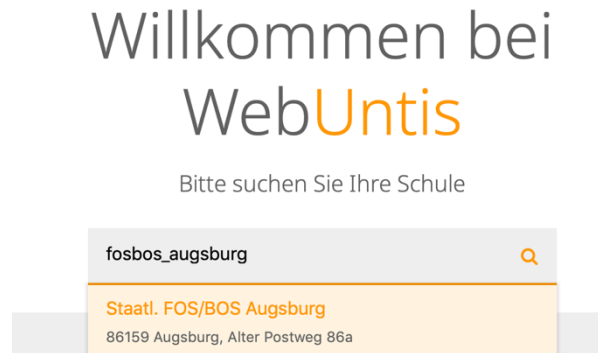 Willkommen bei
WebUntis
Bitte suchen Sie Ihre Schule
fosbos_augsburg
Staatl. FOS/BOS Augsburg
86159 Augsburg, Alter Postweg 86a